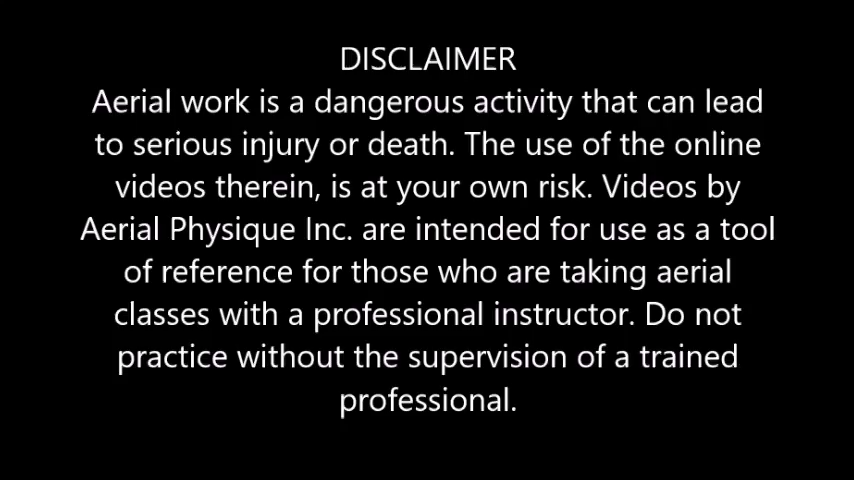 DISCLAIMER
Aerial work is a dangerous activity that can lead
to serious injury or death. The use of the online
videos therein, is at your own risk. Videos by
Aerial Physique Inc. are intended for use as a tool
of reference for those who are taking aerial
classes with a professional instructor. Do not
practice without the supervision of a trained
professional.